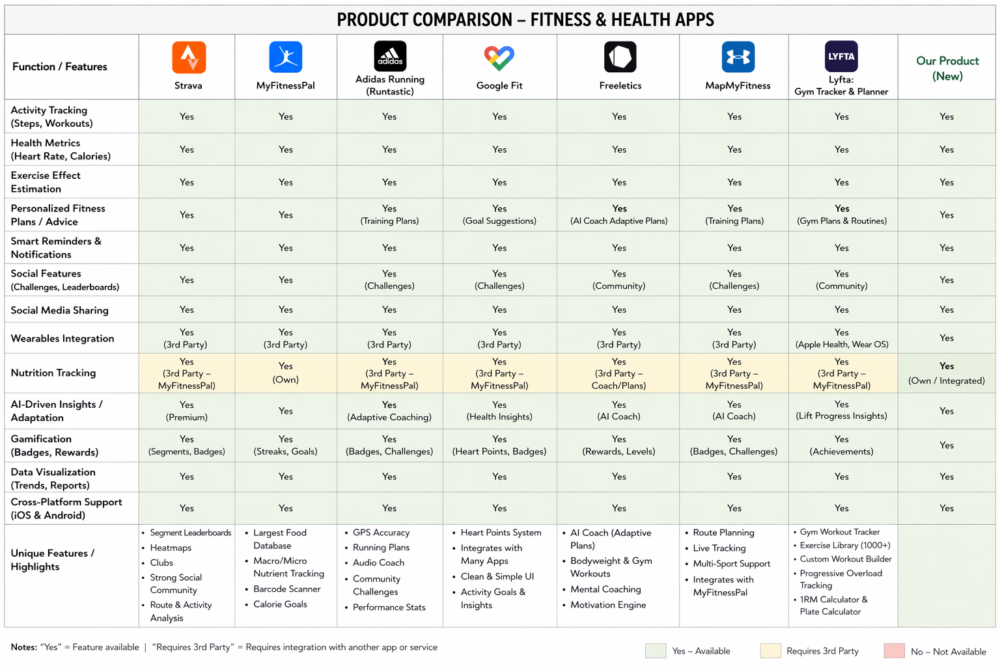 PRODUCT COMPARISON – FITNESS & HEALTH APPS
Function / Features
Strava
MyFitnessPal
adidas
Adidas Running
(Runtastic)
Google Fit
Freeletics
MapMyFitness
LYFTA
Lyfta:
Gym Tracker & Planner
Our Product
(New)
Activity Tracking
(Steps, Workouts)
Yes
Yes
Yes
Yes
Yes
Yes
Yes
Yes
Health Metrics
(Heart Rate, Calories)
Yes
Yes
Yes
Yes
Yes
Yes
Yes
Yes
Exercise Effect
Estimation
Yes
Yes
Yes
Yes
Yes
Yes
Yes
Yes
Personalized Fitness
Plans / Advice
Yes
Yes
Yes
(Training Plans)
Yes
(Goal Suggestions)
Yes
(AI Coach Adaptive Plans)
Yes
(Training Plans)
Yes
(Gym Plans & Routines)
Yes
Smart Reminders &
Notifications
Yes
Yes
Yes
Yes
Yes
Yes
Yes
Yes
Social Features
(Challenges, Leaderboards)
Yes
Yes
Yes
(Challenges)
Yes
(Challenges)
Yes
(Community)
Yes
(Challenges)
Yes
(Community)
Yes
Social Media Sharing
Yes
Yes
Yes
Yes
Yes
Yes
Yes
Yes
Wearables Integration
Yes
(3rd Party)
Yes
(3rd Party)
Yes
(3rd Party)
Yes
(3rd Party)
Yes
(3rd Party)
Yes
(3rd Party)
Yes
(Apple Health, Wear OS)
Yes
Nutrition Tracking
Yes
(3rd Party –
MyFitnessPal)
Yes
(Own)
Yes
(3rd Party –
MyFitnessPal)
Yes
(3rd Party –
MyFitnessPal)
Yes
(3rd Party –
Coach/Plans)
Yes
(3rd Party –
MyFitnessPal)
Yes
(3rd Party –
MyFitnessPal)
Yes
(Own / Integrated)
AI-Driven Insights /
Adaptation
Yes
(Premium)
Yes
Yes
(Adaptive Coaching)
Yes
(Health Insights)
Yes
(AI Coach)
Yes
(AI Coach)
Yes
(Lift Progress Insights)
Yes
Gamification
(Badges, Rewards)
Yes
(Segments, Badges)
Yes
(Streaks, Goals)
Yes
(Badges, Challenges)
Yes
(Heart Points, Badges)
Yes
(Rewards, Levels)
Yes
(Badges, Challenges)
Yes
(Achievements)
Yes
Data Visualization
(Trends, Reports)
Yes
Yes
Yes
Yes
Yes
Yes
Yes
Yes
Cross-Platform Support
(iOS & Android)
Yes
Yes
Yes
Yes
Yes
Yes
Yes
Yes
Unique Features /
Highlights
• Segment Leaderboards
• Heatmaps
• Clubs
• Strong Social
Community
• Route & Activity
Analysis
• Largest Food
Database
• Macro/Micro
Nutrient Tracking
• Barcode Scanner
• Calorie Goals
• GPS Accuracy
• Running Plans
• Audio Coach
• Community
Challenges
• Performance Stats
• Heart Points System
• Integrates with
Many Apps
• Clean & Simple UI
• Activity Goals &
Insights
• AI Coach (Adaptive
Plans)
• Bodyweight & Gym
Workouts
• Mental Coaching
• Motivation Engine
• Route Planning
• Live Tracking
• Multi-Sport Support
• Integrates with
MyFitnessPal
• Gym Workout Tracker
• Exercise Library (1000+)
• Custom Workout Builder
• Progressive Overload
Tracking
• 1RM Calculator &
Plate Calculator
Notes: “Yes” = Feature available | “Requires 3rd Party” = Requires integration with another app or service
Yes – Available
Requires 3rd Party
No – Not Available